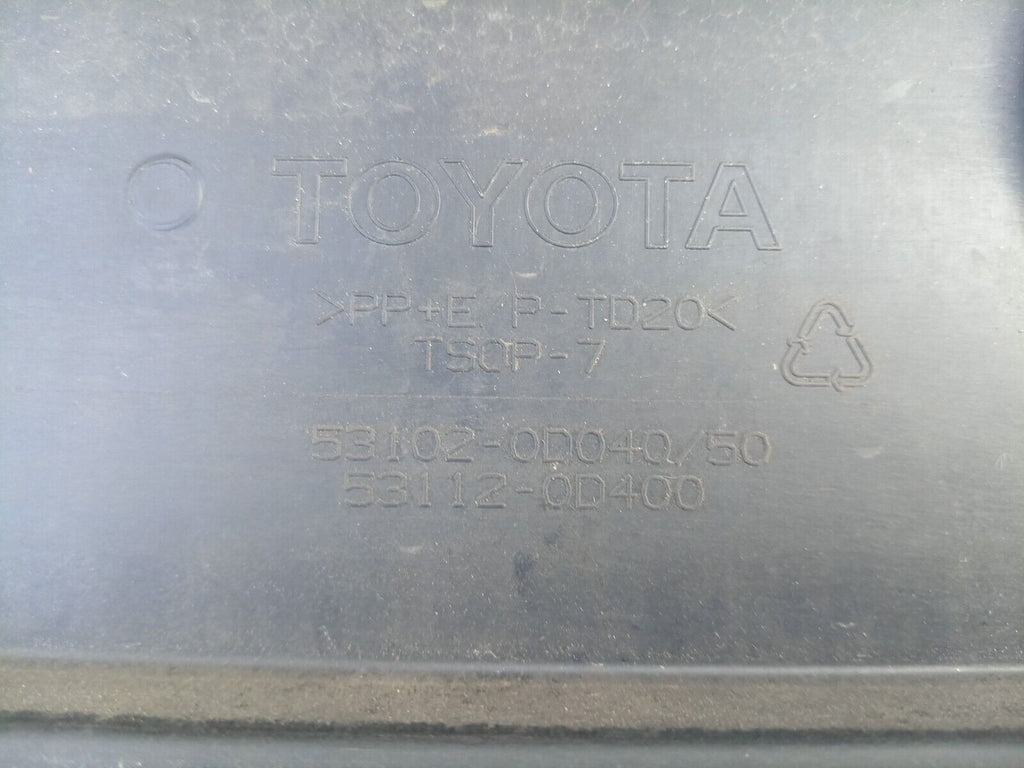 TOYOTA
>PP+E P-TD20<
TSOP-7
53102-0D040/50
53112-0D400